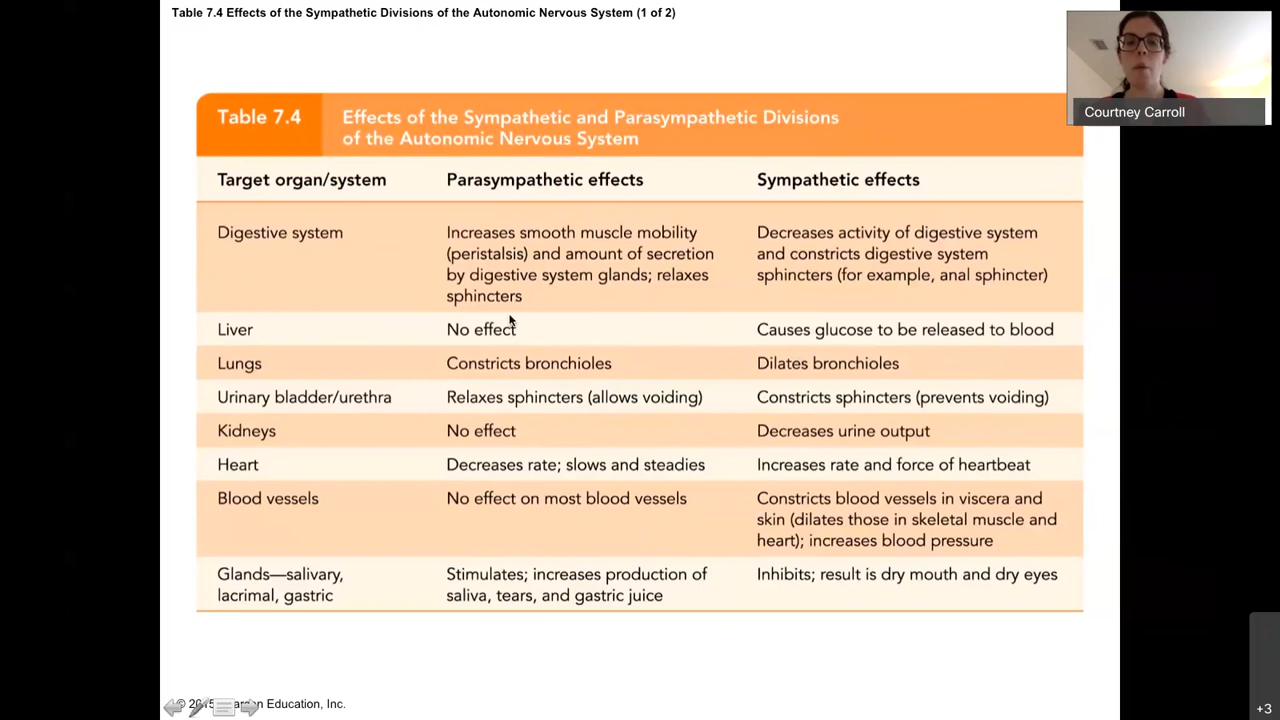 Table 7.4 Effects of the Sympathetic Divisions of the Autonomic Nervous System (1 of 2)
Courtney Carroll
Table 7.4
Effects of the Sympathetic and Parasympathetic Divisions
of the Autonomic Nervous System
Target organ/system Parasympathetic effects Sympathetic effects
Digestive system Increases smooth muscle mobility Decreases activity of digestive system
(peristalsis) and amount of secretion and constricts digestive system
by digestive system glands; relaxes sphincters (for example, anal sphincter)
sphincters
Liver No effect Causes glucose to be released to blood
Lungs Constricts bronchioles Dilates bronchioles
Urinary bladder/urethra Relaxes sphincters (allows voiding) Constricts sphincters (prevents voiding)
Kidneys No effect Decreases urine output
Heart Decreases rate; slows and steadies Increases rate and force of heartbeat
Blood vessels No effect on most blood vessels Constricts blood vessels in viscera and
skin (dilates those in skeletal muscle and
heart); increases blood pressure
Glands—salivary, Stimulates; increases production of Inhibits; result is dry mouth and dry eyes
lacrimal, gastric saliva, tears, and gastric juice
© Education, Inc.
+3